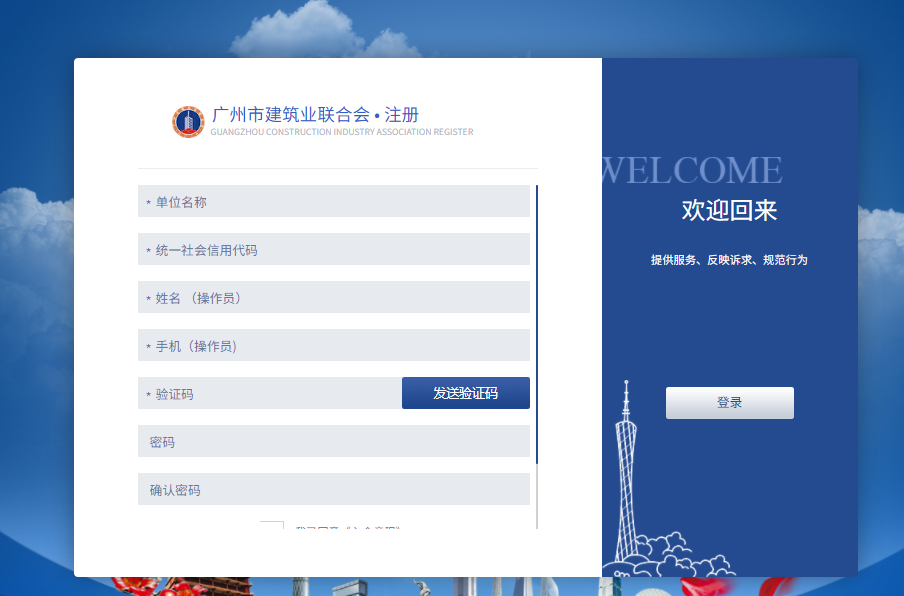 广州市建筑业联合会 • 注册
GUANGZHOU CONSTRUCTION INDUSTRY ASSOCIATION REGISTER
* 单位名称
* 统一社会信用代码
* 姓名 （操作员）
* 手机（操作员)
* 验证码
发送验证码
密码
确认密码
WELCOME
欢迎回来
提供服务、反映诉求、规范行为
登录